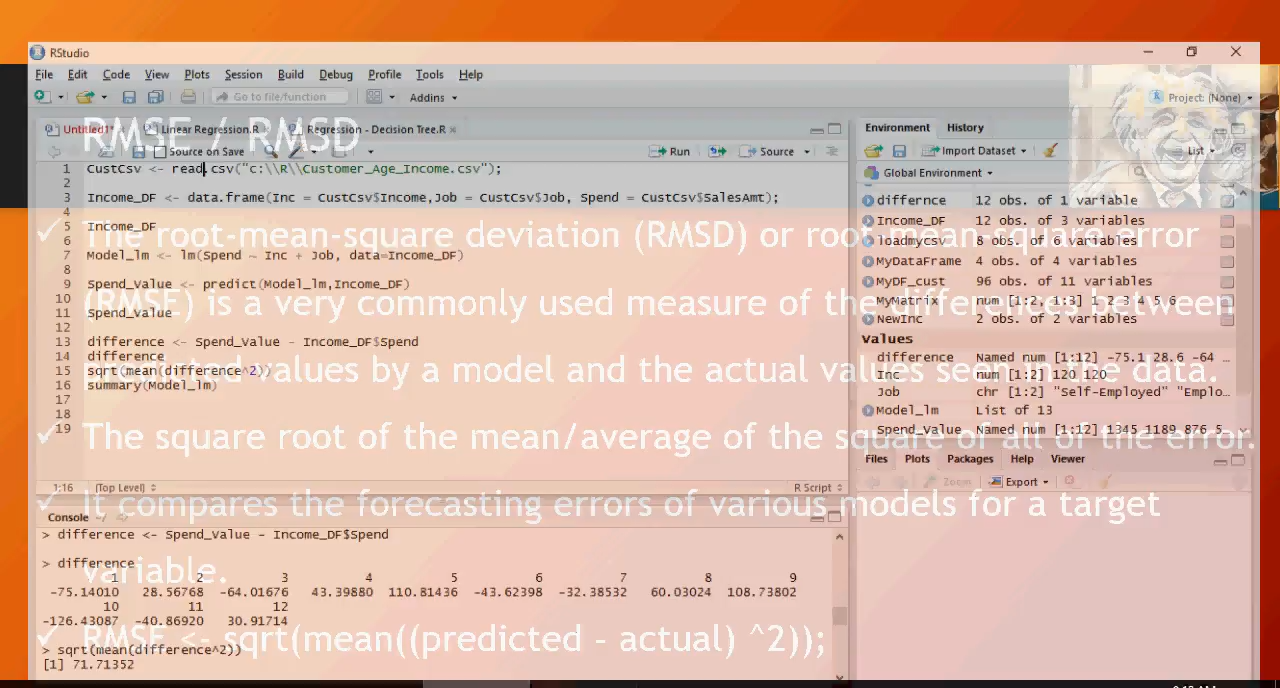 RStudio
File Edit Code View Plots Session Build Debug Profile Tools Help
Go to file/function Addins Project: (None)
Untitled1* Linear Regression.R Regression - Decision Tree.R
Source on Save Run Source
1 CustCsv <- read.csv("c:\\R\\Customer_Age_Income.csv");
2
3 Income_DF <- data.frame(Inc = CustCsv$Income,Job = CustCsv$Job, Spend = CustCsv$SalesAmt);
4
5 Income_DF
6
7 Model_lm <- lm(Spend ~ Inc + Job, data=Income_DF)
8
9 Spend_Value <- predict(Model_lm,Income_DF)
10
11 Spend_Value
12
13 difference <- Spend_Value - Income_DF$Spend
14 difference
15 sqrt(mean(difference^2))
16 summary(Model_lm)
17
18
19
1:16 (Top Level) R Script
Console ~/
> difference <- Spend_Value - Income_DF$Spend
> difference
1 2 3 4 5 6 7 8 9
-75.14010 28.56768 -64.01676 43.39880 110.81436 -43.62398 -32.38532 60.03024 108.73802
10 11 12
-126.43087 -40.86920 30.91714
> sqrt(mean(difference^2))
[1] 71.71352
Environment History
Import Dataset List
Global Environment
differnce 12 obs. of 1 variable
Income_DF 12 obs. of 3 variables
loadmycsv 8 obs. of 6 variables
MyDataFrame 4 obs. of 4 variables
MyDF_cust 96 obs. of 11 variables
MyMatrix num [1:2, 1:3] 1 2 3 4 5 6
NewInc 2 obs. of 2 variables
Values
difference Named num [1:12] -75.1 28.6 -64 ...
Inc num [1:2] 120 120
Job chr [1:2] "Self-Employed" "Emplo...
Model_lm List of 13
Spend_Value Named num [1:12] 1345 1189 876 5...
Files Plots Packages Help Viewer
Zoom Export
RMSE / RMSD
✓ The root-mean-square deviation (RMSD) or root-mean-square error
(RMSE) is a very commonly used measure of the differences between
predicted values by a model and the actual values seen in the data.
✓ The square root of the mean/average of the square of all of the error.
✓ It compares the forecasting errors of various models for a target
variable.
✓ RMSE <- sqrt(mean((predicted - actual) ^2));